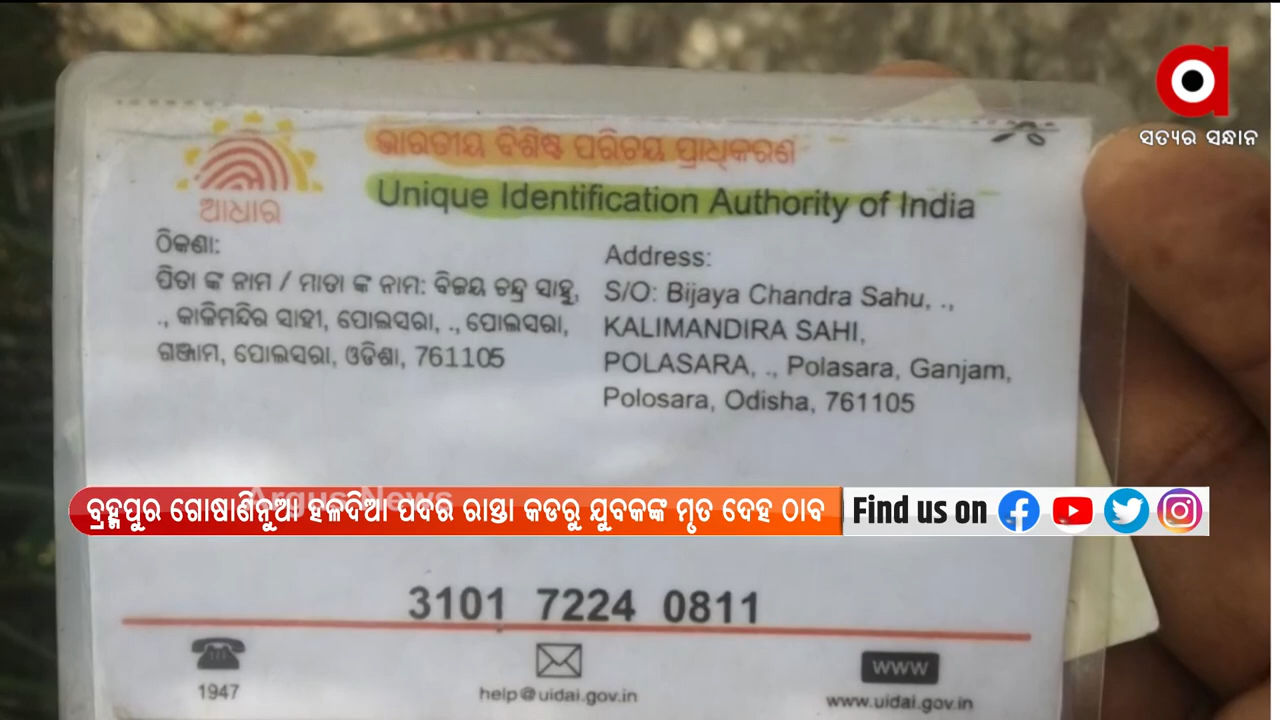 ସତ୍ୟର ସନ୍ଧାନ
ଭାରତୀୟ ବିଶିଷ୍ଟ ପରିଚୟ ପ୍ରାଧିକରଣ
Unique Identification Authority of India
ଆଧାର
ଠିକଣା:
ପିତା ଙ୍କ ନାମ / ମାତା ଙ୍କ ନାମ: ବିଜୟ ଚନ୍ଦ୍ର ସାହୁ,
., କାଳିମନ୍ଦିର ସାହୀ, ପୋଲସରା, ., ପୋଲସରା,
ଗଞ୍ଜାମ, ପୋଲସରା, ଓଡିଶା, 761105
Address:
S/O: Bijaya Chandra Sahu, .,
KALIMANDIRA SAHI,
POLASARA, ., Polasara, Ganjam,
Polosara, Odisha, 761105
Argus News
ବ୍ରହ୍ମପୁର ଗୋଷାଣିନୁଆ ହଳଦିଆ ପଦର ରାସ୍ତା କଡରୁ ଯୁବକଙ୍କ ମୃତ ଦେହ ଠାବ
Find us on
3101 7224 0811
1947
help@uidai.gov.in
www
www.uidai.gov.in